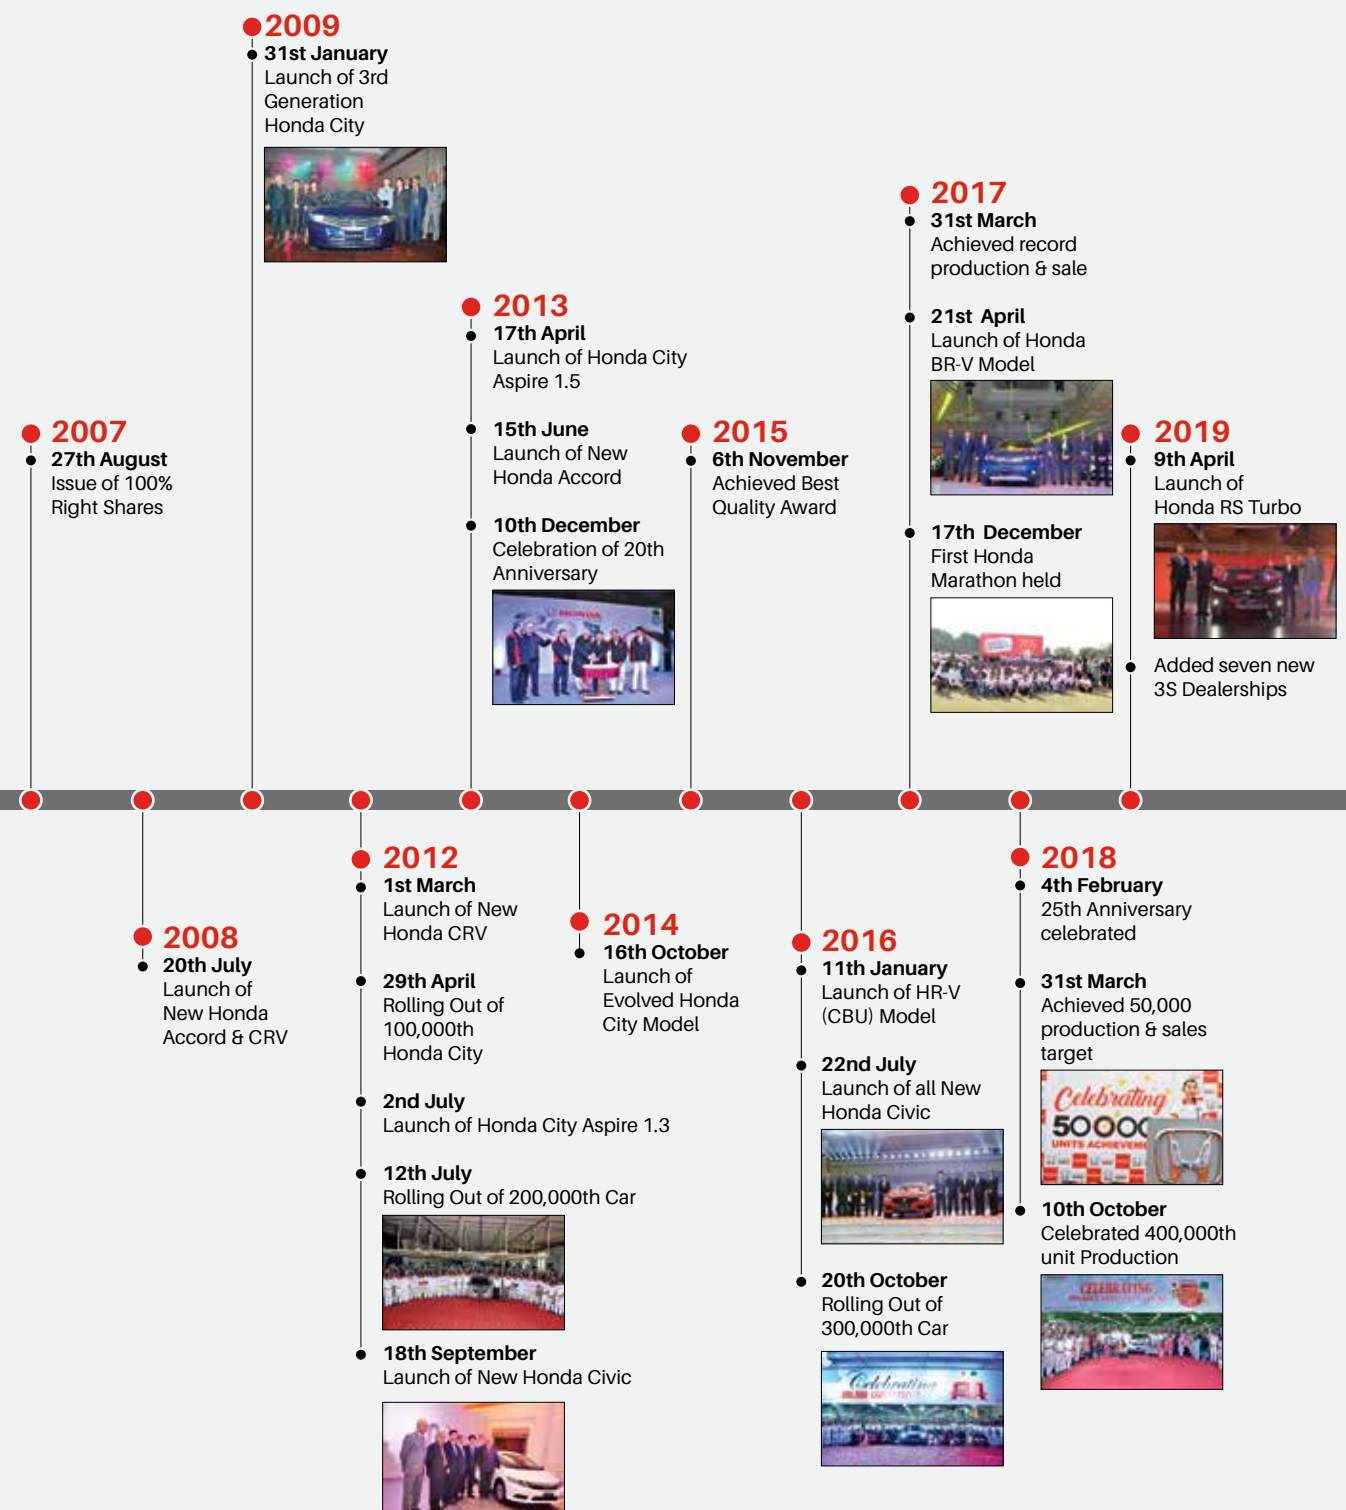 2009
31st January
Launch of 3rd
Generation
Honda City
2017
31st March
Achieved record
production & sale
21st April
Launch of Honda
BR-V Model
17th December
First Honda
Marathon held
2013
17th April
Launch of Honda City
Aspire 1.5
15th June
Launch of New
Honda Accord
10th December
Celebration of 20th
Anniversary
HONDA
2007
27th August
Issue of 100%
Right Shares
2015
6th November
Achieved Best
Quality Award
2019
9th April
Launch of
Honda RS Turbo
Added seven new
3S Dealerships
2008
20th July
Launch of
New Honda
Accord & CRV
2012
1st March
Launch of New
Honda CRV
29th April
Rolling Out of
100,000th
Honda City
2nd July
Launch of Honda City Aspire 1.3
12th July
Rolling Out of 200,000th Car
18th September
Launch of New Honda Civic
2014
16th October
Launch of
Evolved Honda
City Model
2016
11th January
Launch of HR-V
(CBU) Model
22nd July
Launch of all New
Honda Civic
20th October
Rolling Out of
300,000th Car
Celebrating
2018
4th February
25th Anniversary
celebrated
31st March
Achieved 50,000
production & sales
target
Celebrating
5000
UNITS ACHIEVEME
10th October
Celebrated 400,000th
unit Production
CELEBRATING